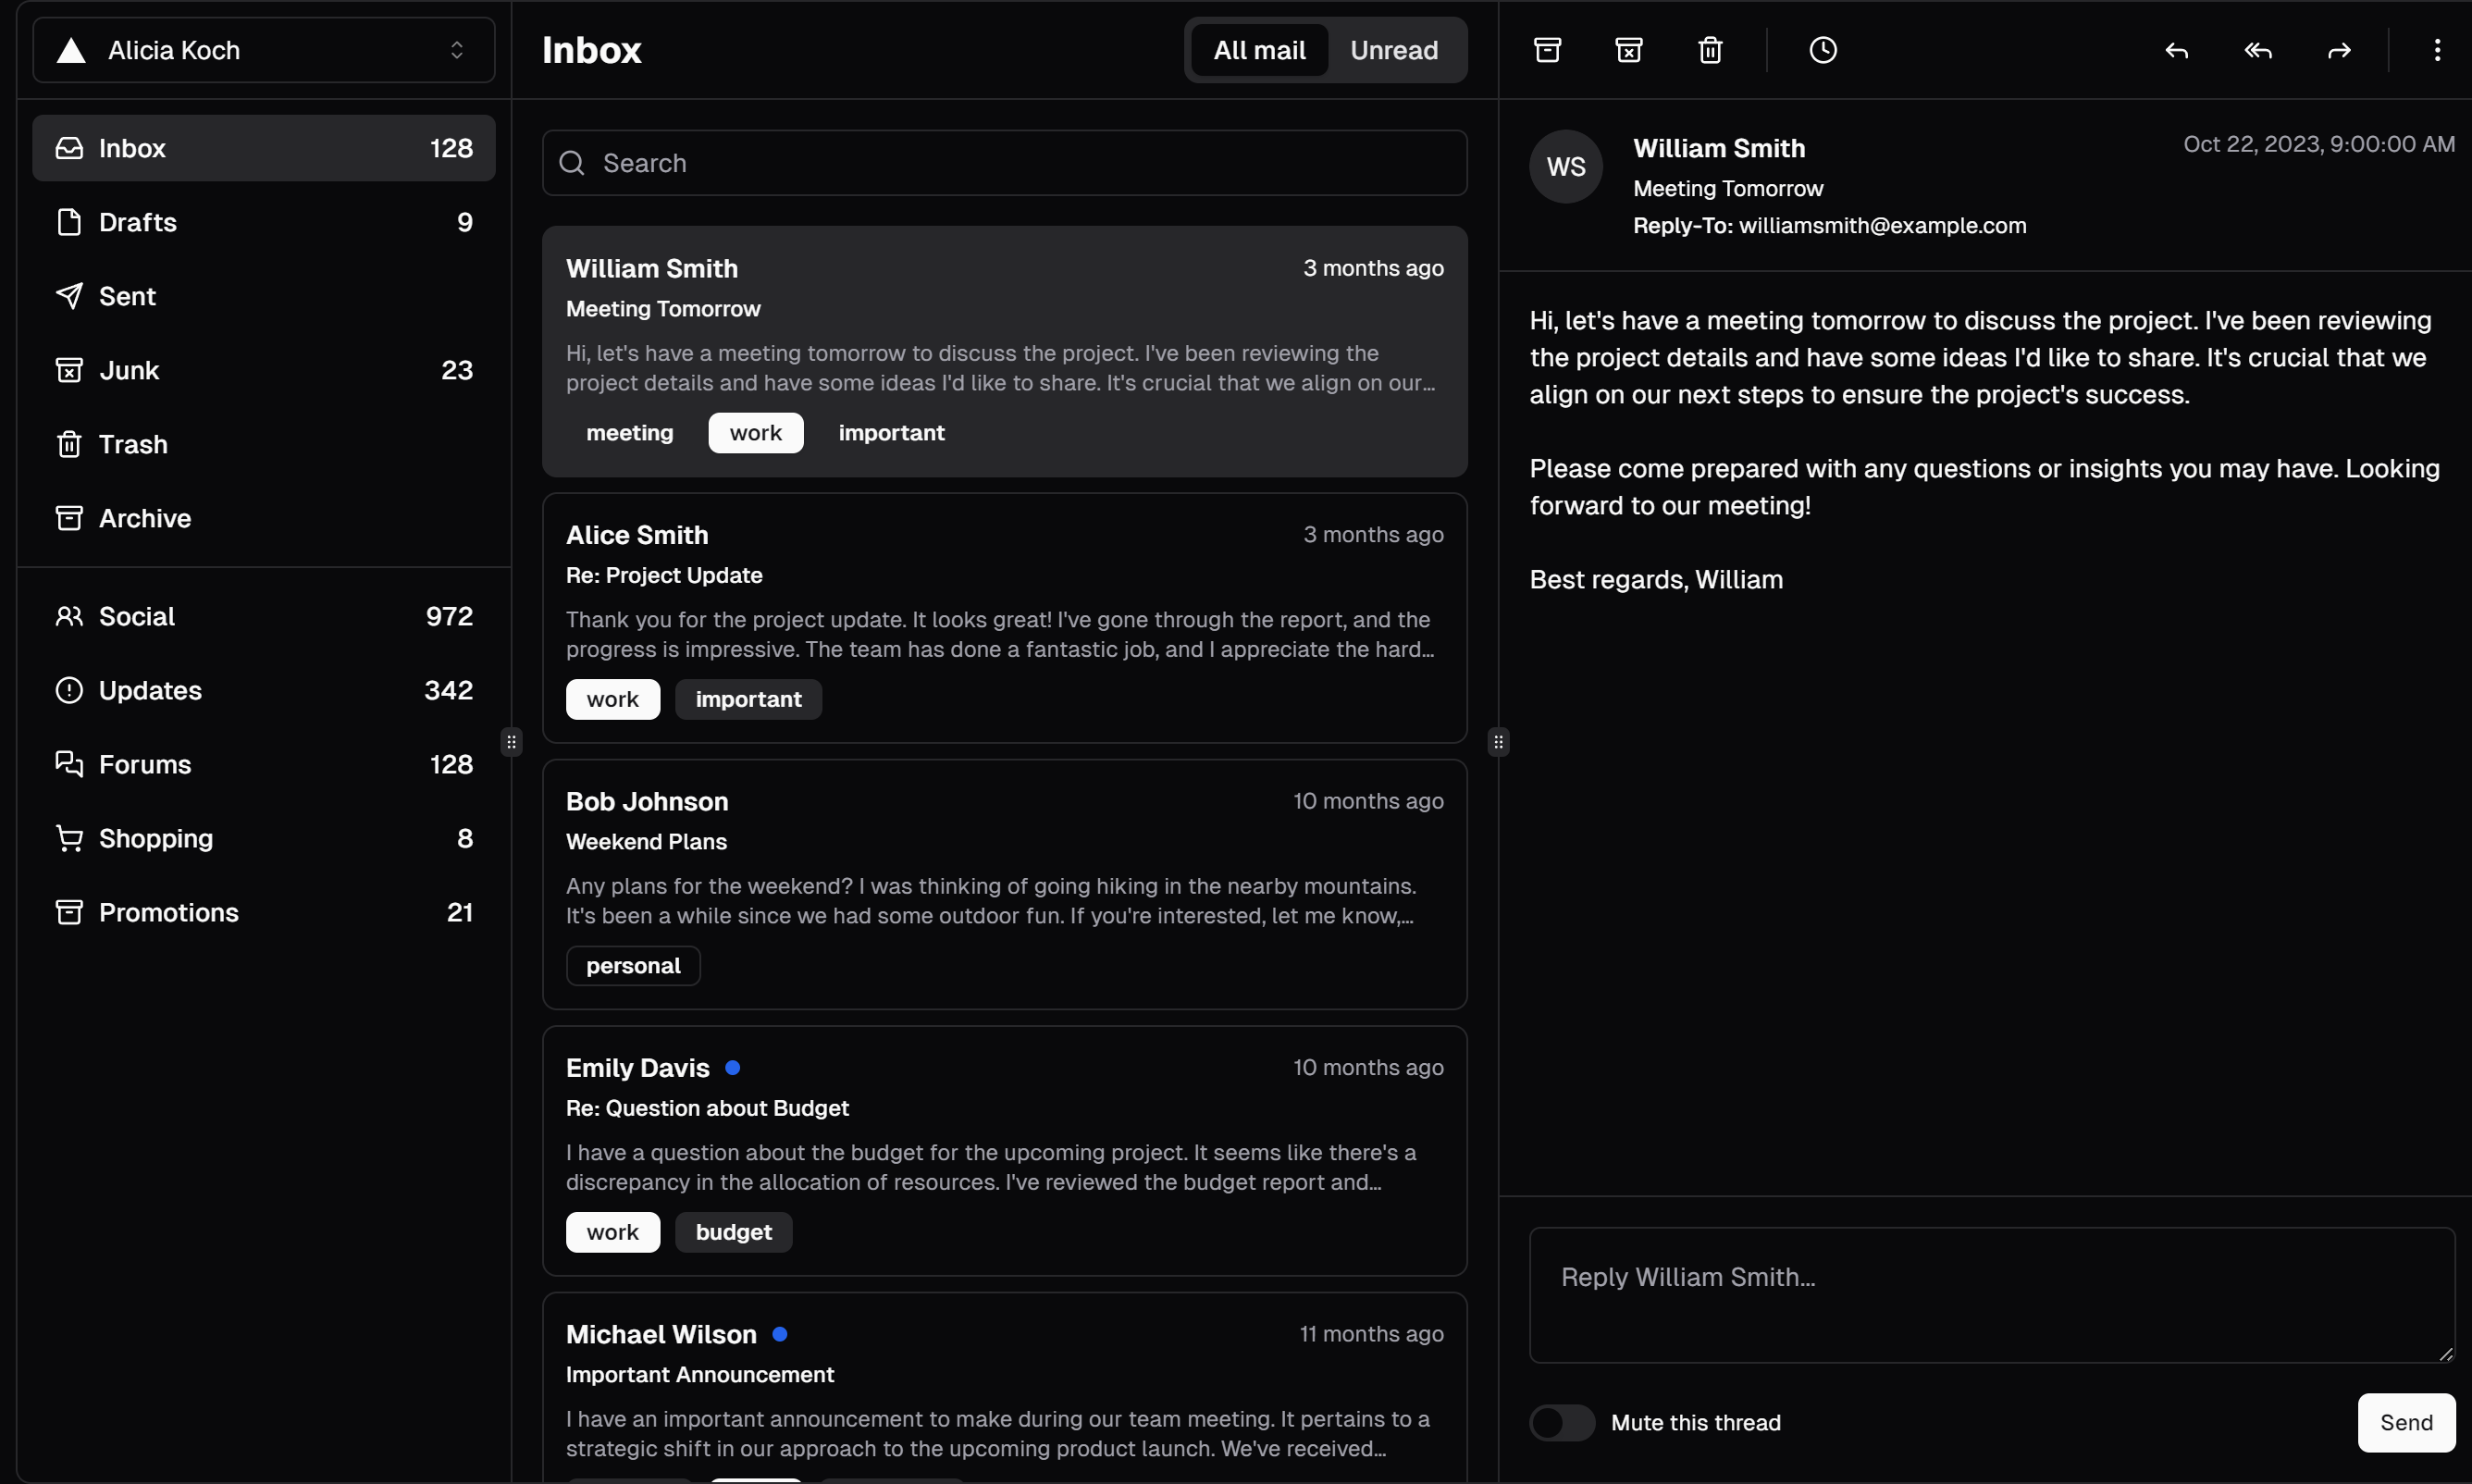 Alicia Koch
Inbox 128
Drafts 9
Sent
Junk 23
Trash
Archive
Social 972
Updates 342
Forums 128
Shopping 8
Promotions 21
Inbox
All mail Unread
Search
William Smith 3 months ago
Meeting Tomorrow
Hi, let's have a meeting tomorrow to discuss the project. I've been reviewing the
project details and have some ideas I'd like to share. It's crucial that we align on our...
meeting work important
Alice Smith 3 months ago
Re: Project Update
Thank you for the project update. It looks great! I've gone through the report, and the
progress is impressive. The team has done a fantastic job, and I appreciate the hard...
work important
Bob Johnson 10 months ago
Weekend Plans
Any plans for the weekend? I was thinking of going hiking in the nearby mountains.
It's been a while since we had some outdoor fun. If you're interested, let me know,...
personal
Emily Davis 10 months ago
Re: Question about Budget
I have a question about the budget for the upcoming project. It seems like there's a
discrepancy in the allocation of resources. I've reviewed the budget report and...
work budget
Michael Wilson 11 months ago
Important Announcement
I have an important announcement to make during our team meeting. It pertains to a
strategic shift in our approach to the upcoming product launch. We've received...
WS
William Smith Oct 22, 2023, 9:00:00 AM
Meeting Tomorrow
Reply-To: williamsmith@example.com
Hi, let's have a meeting tomorrow to discuss the project. I've been reviewing
the project details and have some ideas I'd like to share. It's crucial that we
align on our next steps to ensure the project's success.
Please come prepared with any questions or insights you may have. Looking
forward to our meeting!
Best regards, William
Reply William Smith...
Mute this thread Send